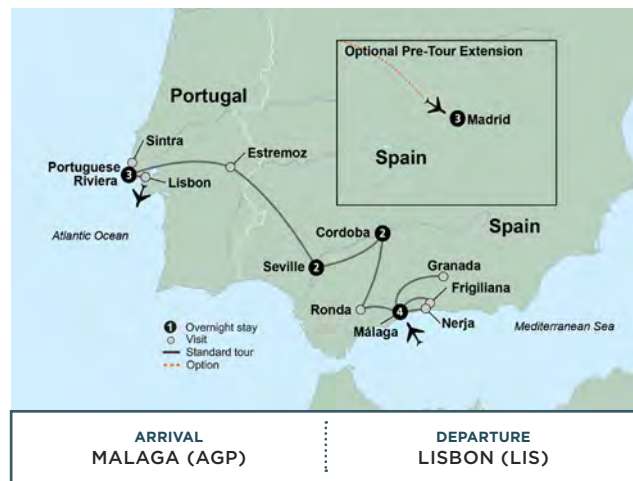 Optional Pre-Tour Extension
Portugal
3 Madrid
Sintra
Estremoz
Portuguese
Riviera
3
Lisbon
Spain
Atlantic Ocean
Cordoba 2
Spain
Seville 2
Granada
Frigiliana
Ronda
4
Málaga
Nerja
Mediterranean Sea
1 Overnight stay
Visit
Standard tour
Option
ARRIVAL
MALAGA (AGP)
DEPARTURE
LISBON (LIS)